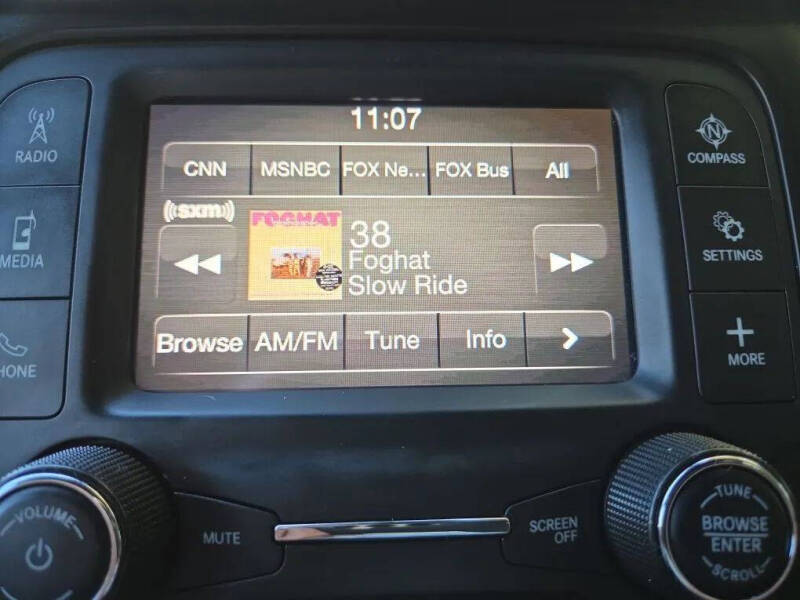 11:07
RADIO
CNN MSNBC FOX Ne... FOX Bus All
COMPASS
((sxm))
FOGHAT
38
Foghat
Slow Ride
MEDIA
SETTINGS
Browse AM/FM Tune Info >
HONE
MORE
VOLUME
MUTE
SCREEN
OFF
TUNE
BROWSE
ENTER
SCROLL